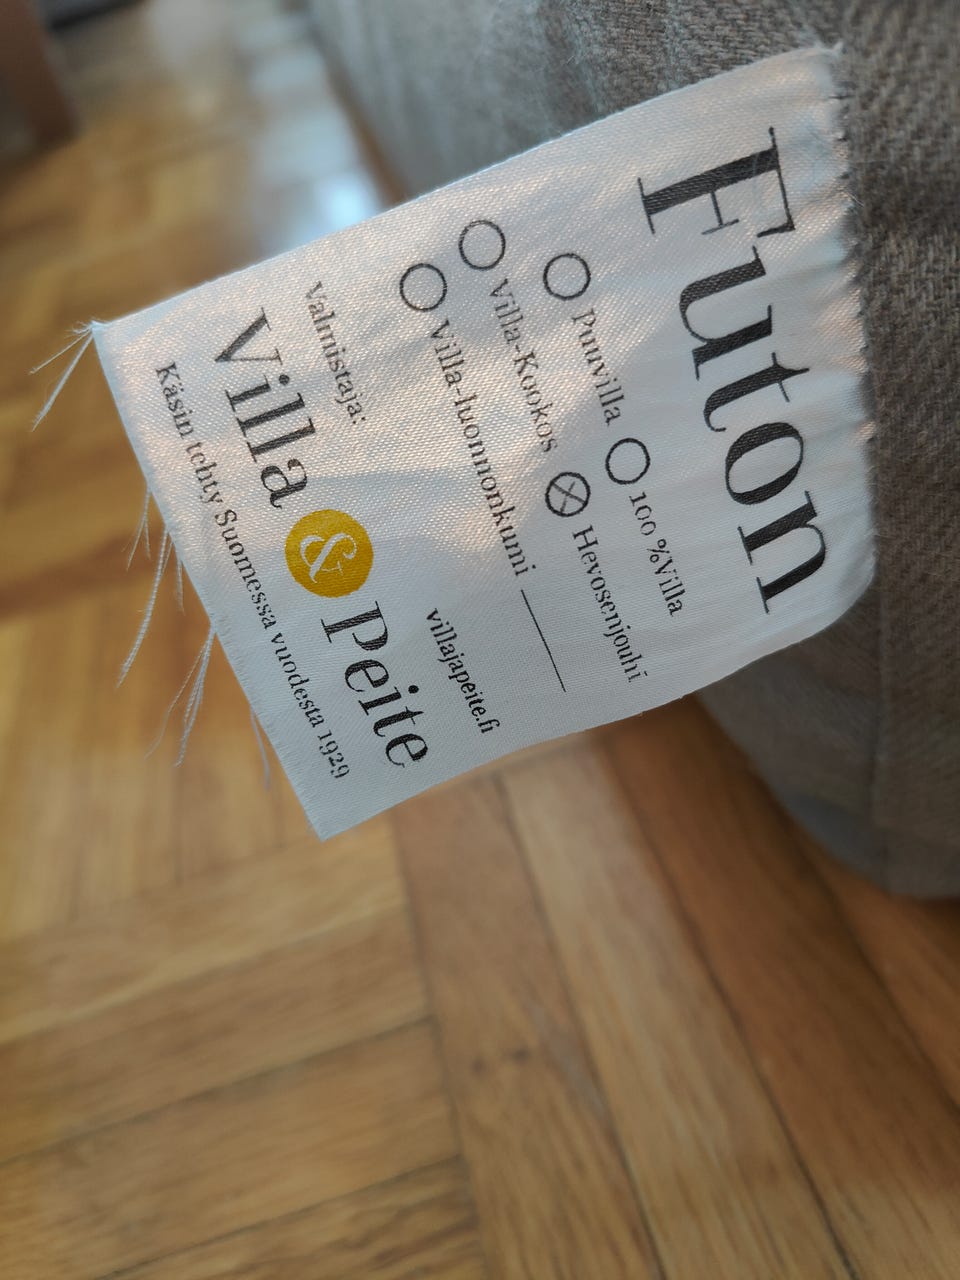 Futon
○ Puuvilla ○ 100 %Villa
○ Villa-Kookos ⊗ Hevosenjouhi
○ Villa-luonnonkumi ______
Valmistaja: villajapeite.fi
Villa & Peite
Käsin tehty Suomessa vuodesta 1929